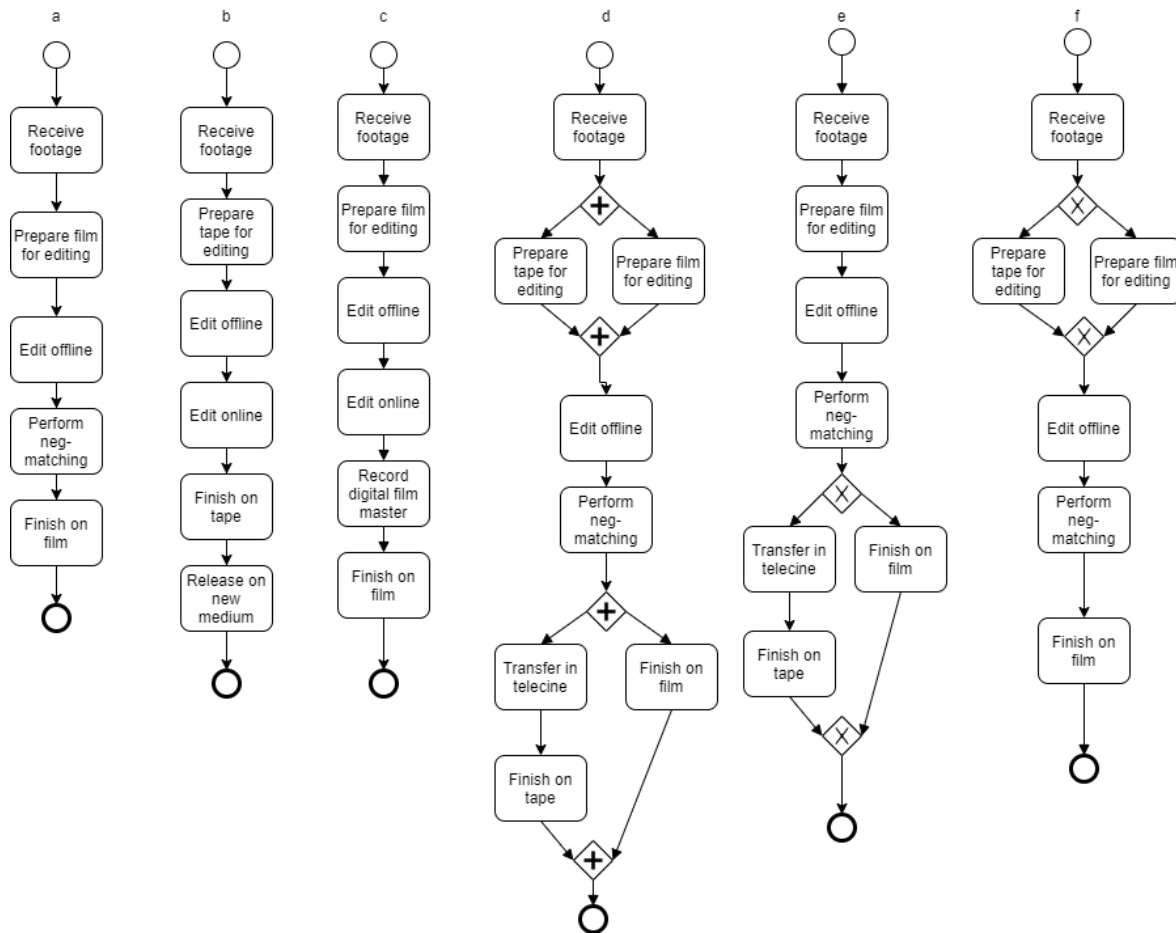 a
b
c
d
e
f
Receive
footage
Prepare film
for editing
Edit offline
Perform
neg-
matching
Finish on
film
Receive
footage
Prepare
tape for
editing
Edit offline
Edit online
Finish on
tape
Release on
new
medium
Receive
footage
Prepare film
for editing
Edit offline
Edit online
Record
digital film
master
Finish on
film
Receive
footage
Prepare
tape for
editing
Prepare film
for editing
Edit offline
Perform
neg-
matching
Transfer in
telecine
Finish on
film
Finish on
tape
Receive
footage
Prepare film
for editing
Edit offline
Perform
neg-
matching
Transfer in
telecine
Finish on
film
Finish on
tape
Receive
footage
Prepare
tape for
editing
Prepare film
for editing
Edit offline
Perform
neg-
matching
Finish on
film